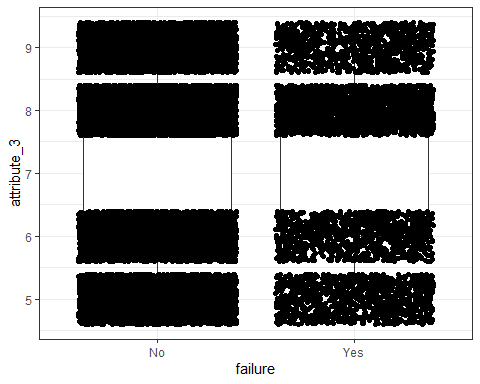 attribute_3
9
8
7
6
5
No
Yes
failure